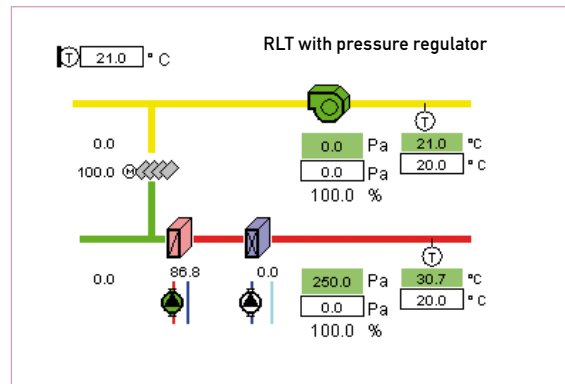 RLT with pressure regulator
T 21.0 ° C
T
0.0 0.0 Pa 21.0 °C
100.0 M 0.0 Pa 20.0 ° C
100.0 %
T
0.0 86.8 0.0 250.0 Pa 30.7 °C
0.0 Pa 20.0 ° C
100.0 %